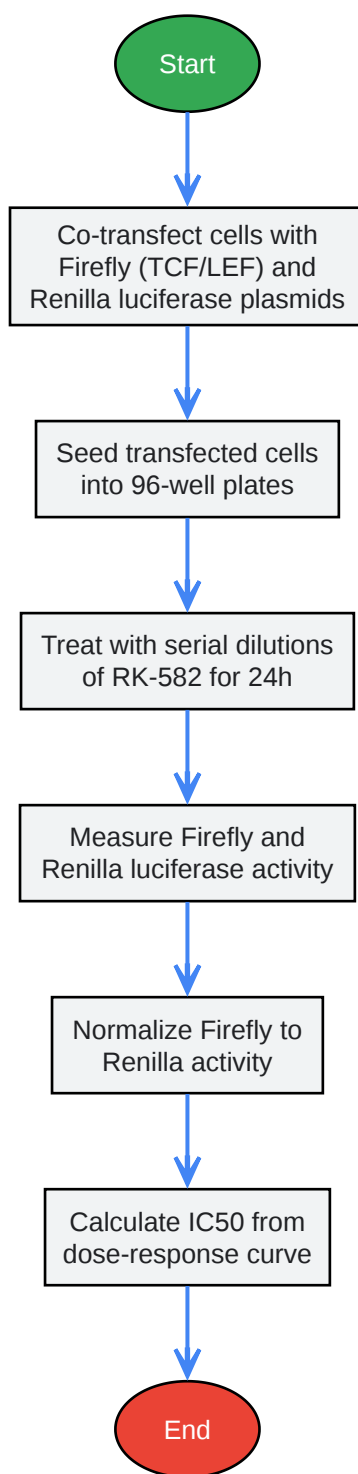 Start
Co-transfect cells with
Firefly (TCF/LEF) and
Renilla luciferase plasmids
Seed transfected cells
into 96-well plates
Treat with serial dilutions
of RK-582 for 24h
Measure Firefly and
Renilla luciferase activity
Normalize Firefly to
Renilla activity
Calculate IC50 from
dose-response curve
End